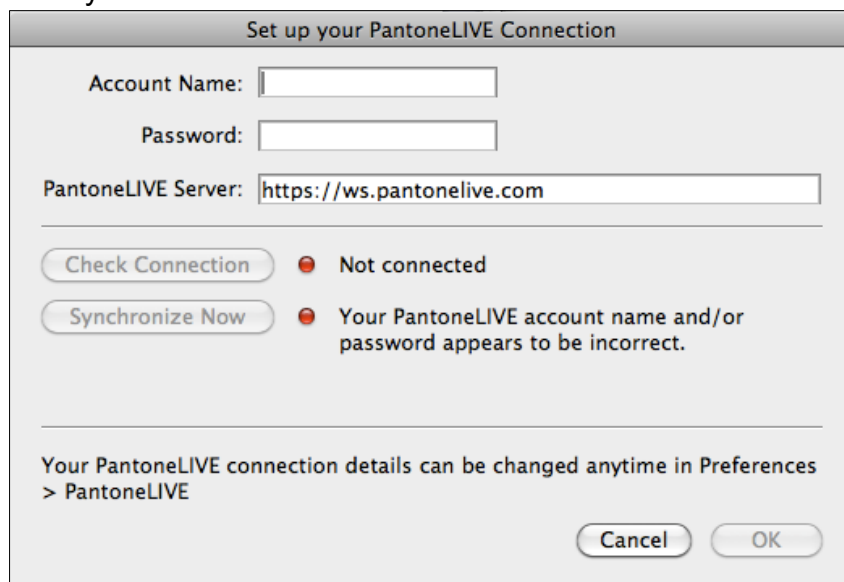 Set up your PantoneLIVE Connection
Account Name:
Password:
PantoneLIVE Server: https://ws.pantonelive.com
Check Connection Not connected
Synchronize Now Your PantoneLIVE account name and/or
password appears to be incorrect.
Your PantoneLIVE connection details can be changed anytime in Preferences
> PantoneLIVE
Cancel OK